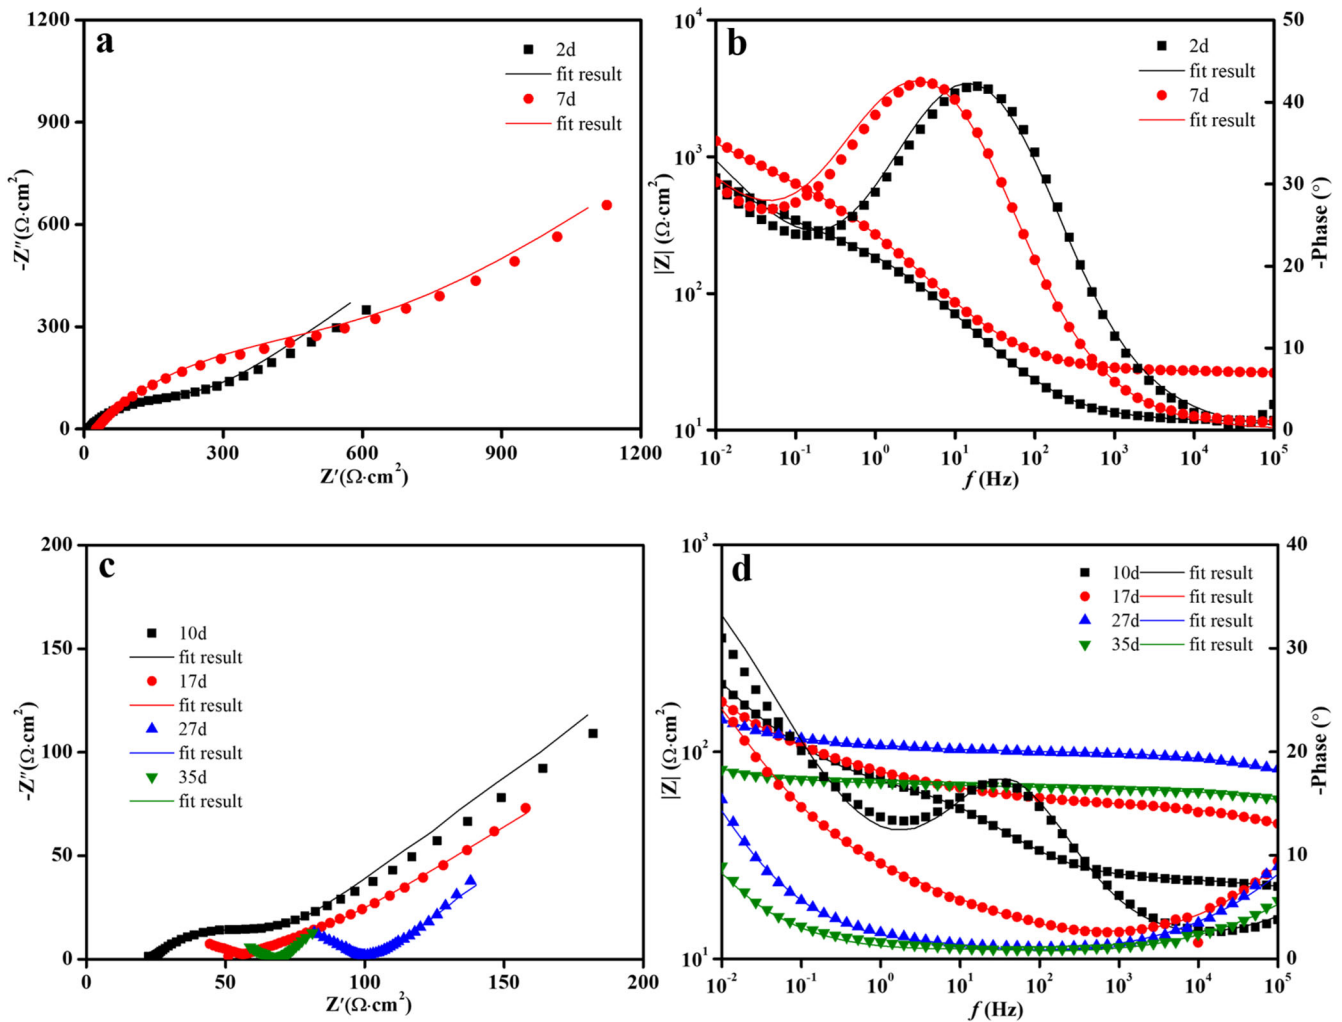 a
1200
900
600
300
0
-Z″(Ω·cm²)
2d
fit result
7d
fit result
0 300 600 900 1200
Z′(Ω·cm²)
b
10⁴
10³
10²
10¹
|Z| (Ω·cm²)
2d
fit result
7d
fit result
50
40
30
20
10
0
-Phase (°)
10⁻² 10⁻¹ 10⁰ 10¹ 10² 10³ 10⁴ 10⁵
f (Hz)
c
200
150
100
50
0
-Z″(Ω·cm²)
10d
fit result
17d
fit result
27d
fit result
35d
fit result
0 50 100 150 200
Z′(Ω·cm²)
d
10³
10²
10¹
|Z| (Ω·cm²)
10d fit result
17d fit result
27d fit result
35d fit result
40
30
20
10
0
-Phase (°)
10⁻² 10⁻¹ 10⁰ 10¹ 10² 10³ 10⁴ 10⁵
f (Hz)